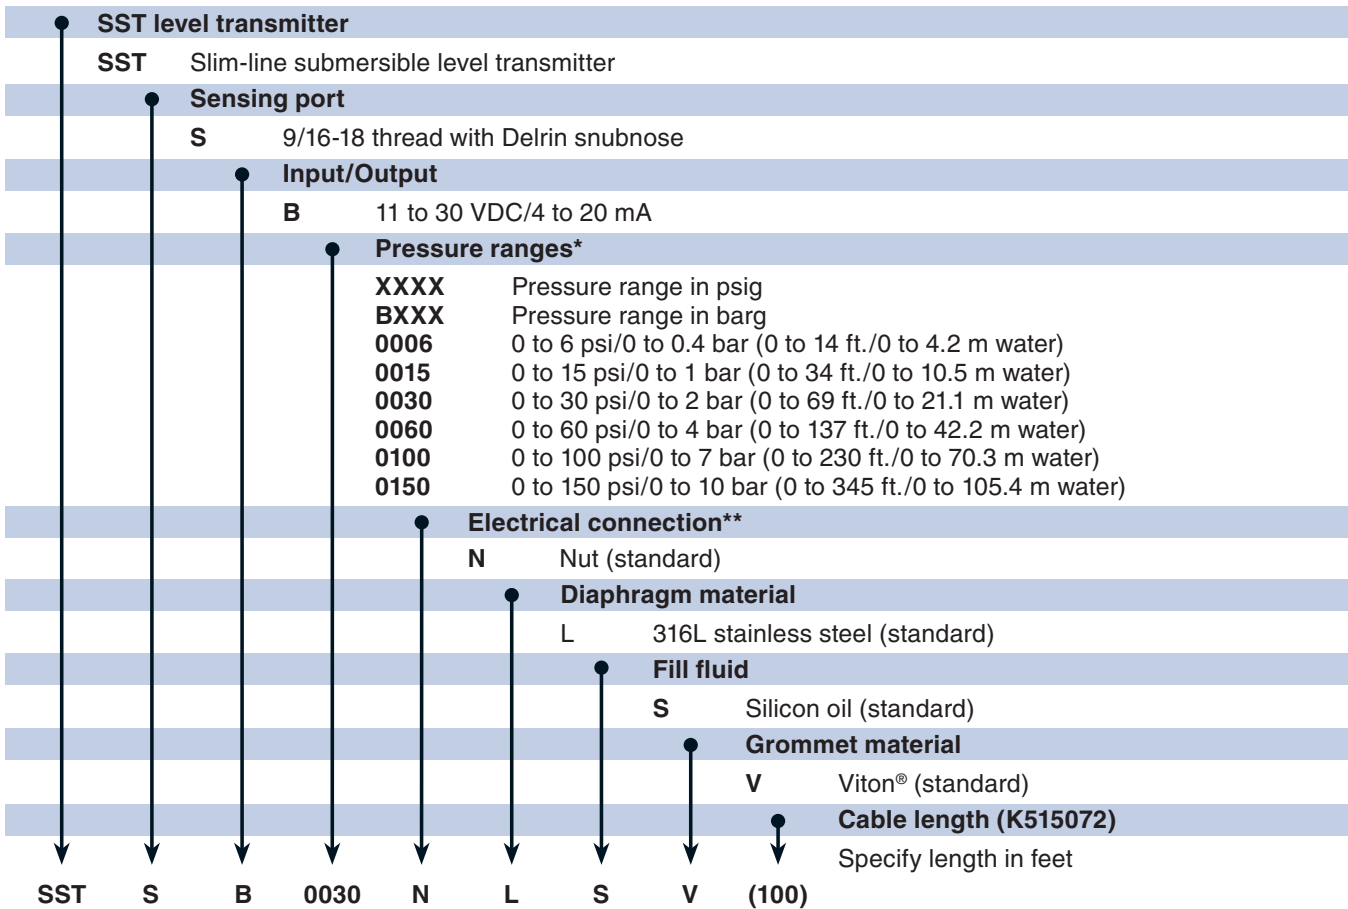 SST level transmitter
SST Slim-line submersible level transmitter
Sensing port
S 9/16-18 thread with Delrin snubnose
Input/Output
B 11 to 30 VDC/4 to 20 mA
Pressure ranges*
XXXX Pressure range in psig
BXXX Pressure range in barg
0006 0 to 6 psi/0 to 0.4 bar (0 to 14 ft./0 to 4.2 m water)
0015 0 to 15 psi/0 to 1 bar (0 to 34 ft./0 to 10.5 m water)
0030 0 to 30 psi/0 to 2 bar (0 to 69 ft./0 to 21.1 m water)
0060 0 to 60 psi/0 to 4 bar (0 to 137 ft./0 to 42.2 m water)
0100 0 to 100 psi/0 to 7 bar (0 to 230 ft./0 to 70.3 m water)
0150 0 to 150 psi/0 to 10 bar (0 to 345 ft./0 to 105.4 m water)
Electrical connection**
N Nut (standard)
Diaphragm material
L 316L stainless steel (standard)
Fill fluid
S Silicon oil (standard)
Grommet material
V Viton® (standard)
Cable length (K515072)
Specify length in feet
SST S B 0030 N L S V (100)